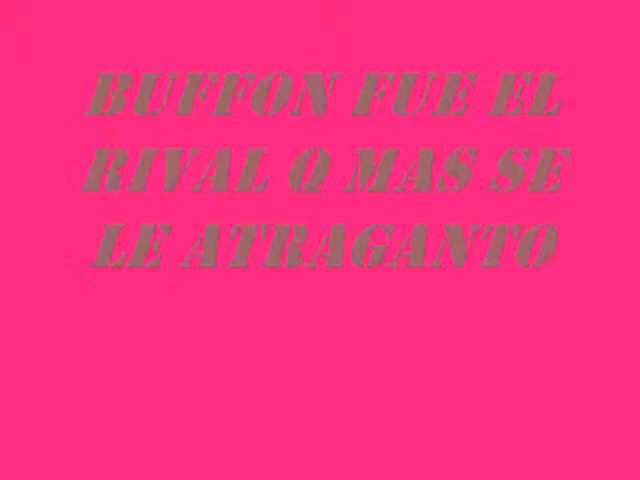 BUFFON FUE EL
RIVAL Q MAS SE
LE ATRAGANTO